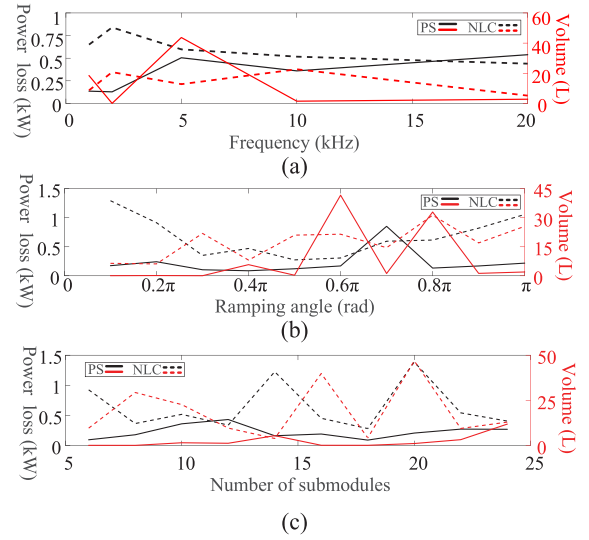 1
0.75
0.5
0.25
0
Power loss (kW)
PS
NLC
60
40
20
0
Volume (L)
0
5
10
15
20
Frequency (kHz)
(a)
1.5
1
0.5
0
Power loss (kW)
PS
NLC
45
30
15
0
Volume (L)
0.2π
0.4π
0.6π
0.8π
π
Ramping angle (rad)
(b)
1.5
1
0.5
0
Power loss (kW)
PS
NLC
50
25
0
Volume (L)
5
10
15
20
25
Number of submodules
(c)